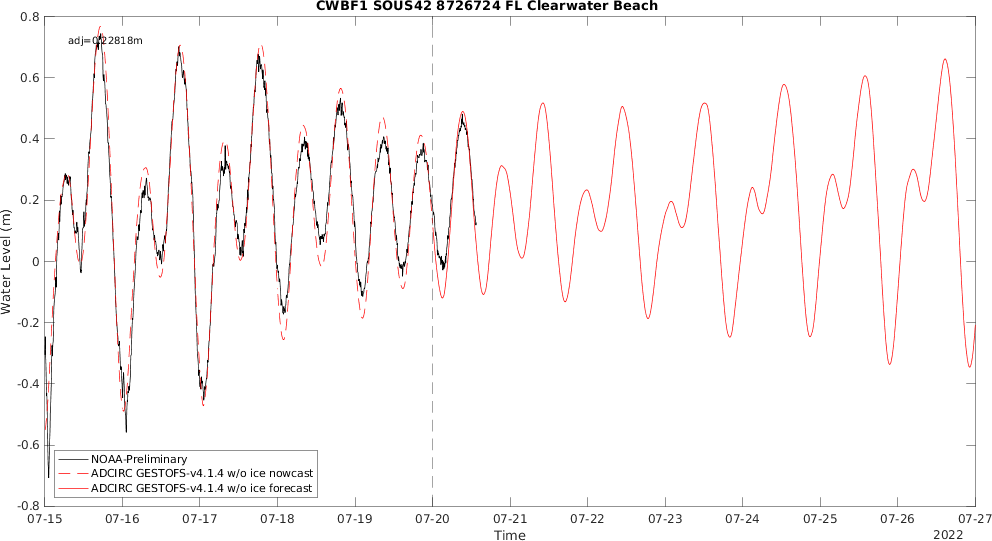 CWBF1 SOUS42 8726724 FL Clearwater Beach
0.8
adj=0.22818m
0.6
0.4
0.2
0
-0.2
-0.4
-0.6
-0.8
Water Level (m)
NOAA-Preliminary
ADCIRC GESTOFS-v4.1.4 w/o ice nowcast
ADCIRC GESTOFS-v4.1.4 w/o ice forecast
07-15 07-16 07-17 07-18 07-19 07-20 07-21 07-22 07-23 07-24 07-25 07-26 07-27
Time
2022